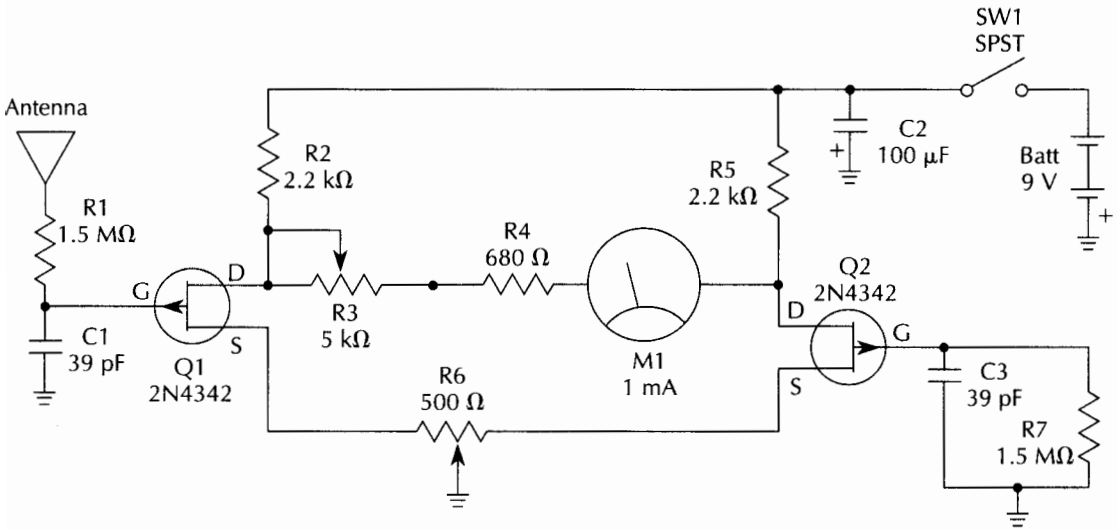 SW1
SPST
Antenna
R1
1.5 MΩ
R2
2.2 kΩ
R5
2.2 kΩ
+
C2
100 μF
Batt
9 V
+
R4
680 Ω
G
D
S
R3
5 kΩ
C1
39 pF
Q1
2N4342
M1
1 mA
Q2
2N4342
D
G
S
R6
500 Ω
C3
39 pF
R7
1.5 MΩ